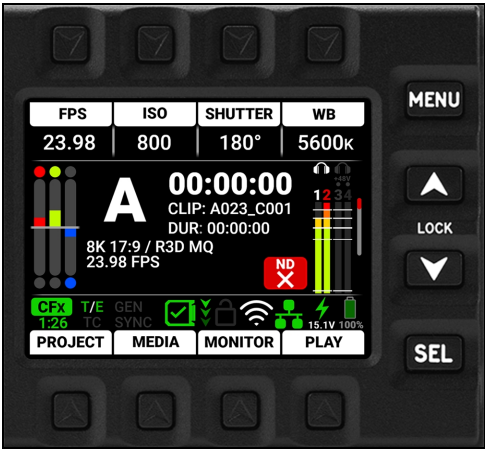 FPS ISO SHUTTER WB
23.98 800 180° 5600K
MENU
+48V
1 2 3 4
A
00:00:00
CLIP: A023_C001
DUR: 00:00:00
8K 17:9 / R3D MQ
23.98 FPS
ND
LOCK
CFx T/E GEN
1:26 TC SYNC 15.1V 100%
PROJECT MEDIA MONITOR PLAY
SEL